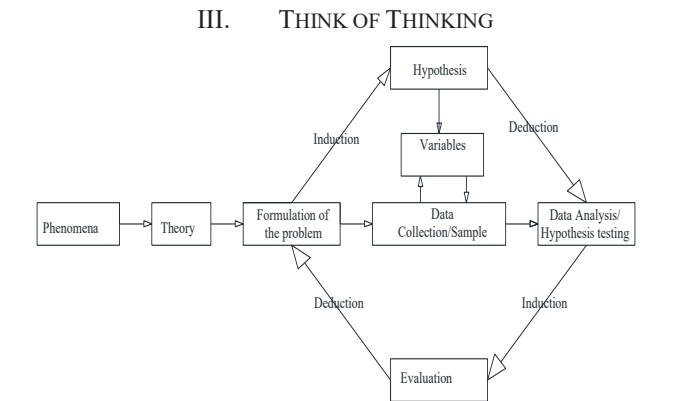 III. THINK OF THINKING
Hypothesis
Induction
Deduction
Variables
Phenomena
Theory
Formulation of
the problem
Data
Collection/Sample
Data Analysis/
Hypothesis testing
Deduction
Induction
Evaluation